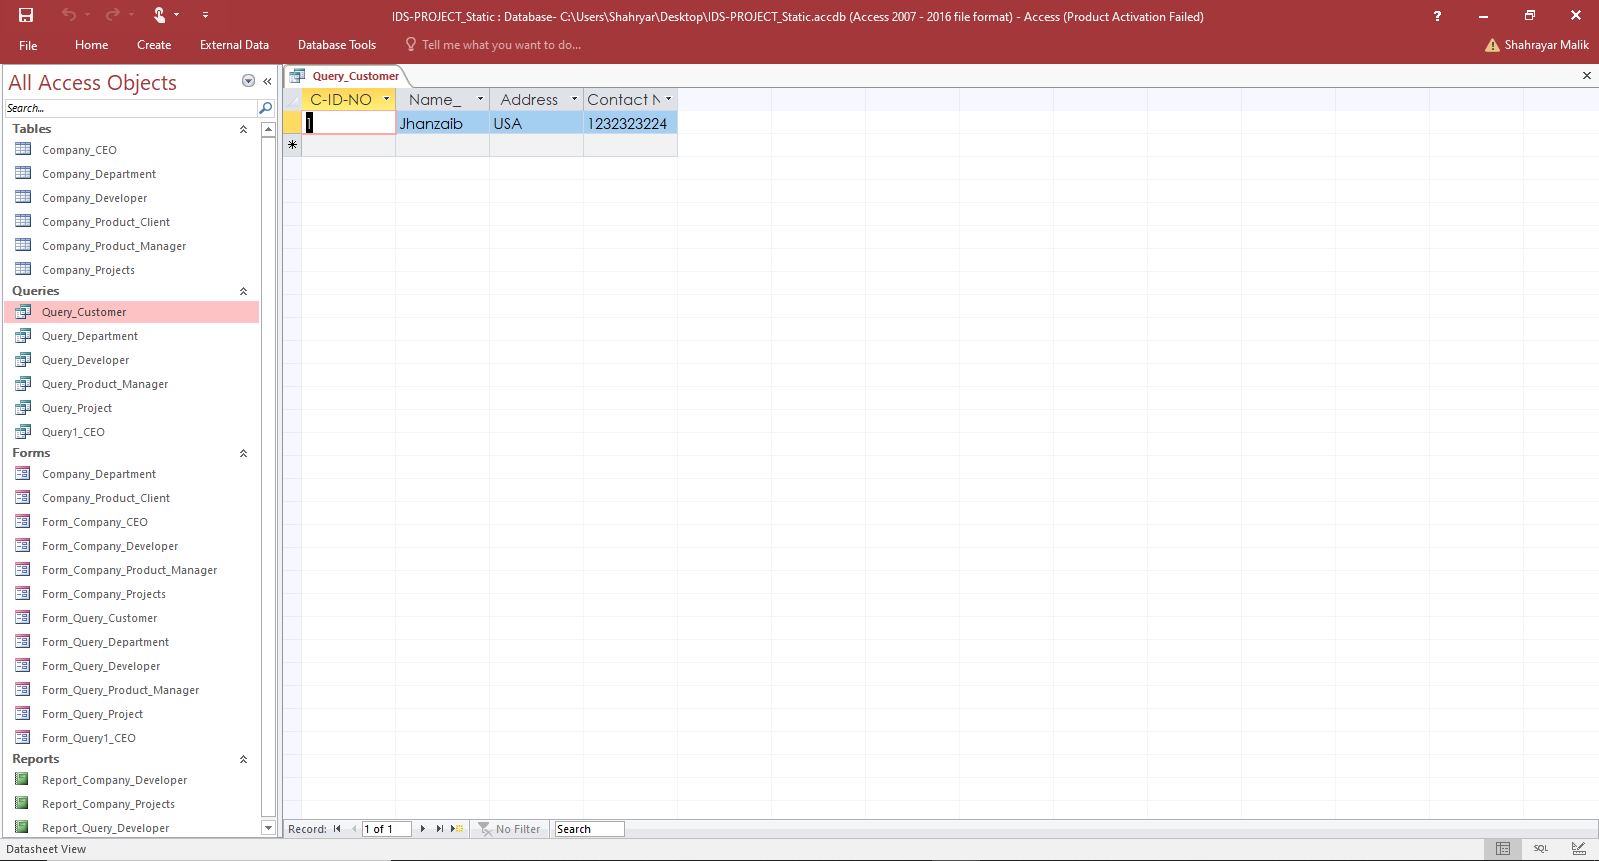 IDS-PROJECT_Static : Database- C:\Users\Shahryar\Desktop\IDS-PROJECT_Static.accdb (Access 2007 - 2016 file format) - Access (Product Activation Failed)
?
File Home Create External Data Database Tools Tell me what you want to do... Shahrayar Malik
All Access Objects
Search...
Tables
Company_CEO
Company_Department
Company_Developer
Company_Product_Client
Company_Product_Manager
Company_Projects
Queries
Query_Customer
Query_Department
Query_Developer
Query_Product_Manager
Query_Project
Query1_CEO
Forms
Company_Department
Company_Product_Client
Form_Company_CEO
Form_Company_Developer
Form_Company_Product_Manager
Form_Company_Projects
Form_Query_Customer
Form_Query_Department
Form_Query_Developer
Form_Query_Product_Manager
Form_Query_Project
Form_Query1_CEO
Reports
Report_Company_Developer
Report_Company_Projects
Report_Query_Developer
Query_Customer
C-ID-NO Name_ Address Contact N
1 Jhanzaib USA 1232323224
Record: 1 of 1 No Filter Search
Datasheet View SQL